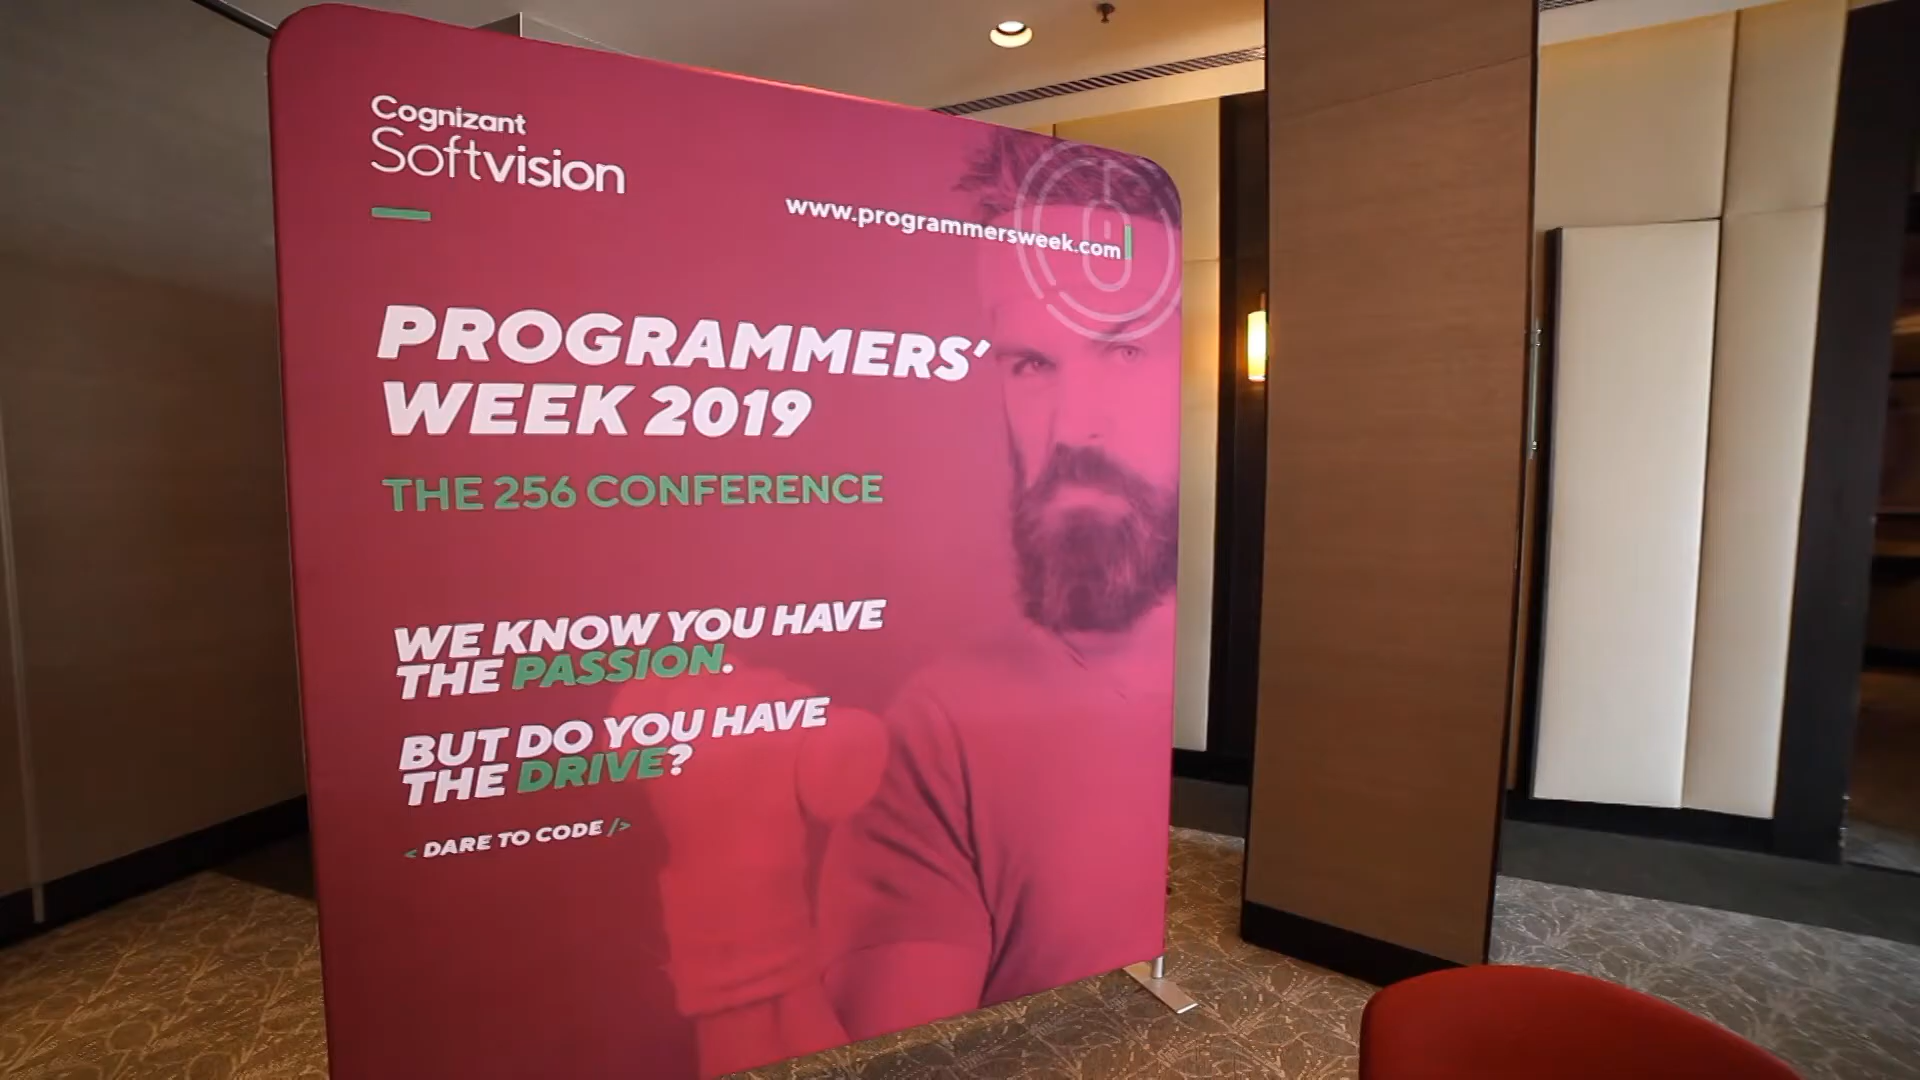 Cognizant
Softvision
www.programmersweek.com
PROGRAMMERS'
WEEK 2019
THE 256 CONFERENCE
WE KNOW YOU HAVE
THE PASSION.
BUT DO YOU HAVE
THE DRIVE?
< DARE TO CODE />